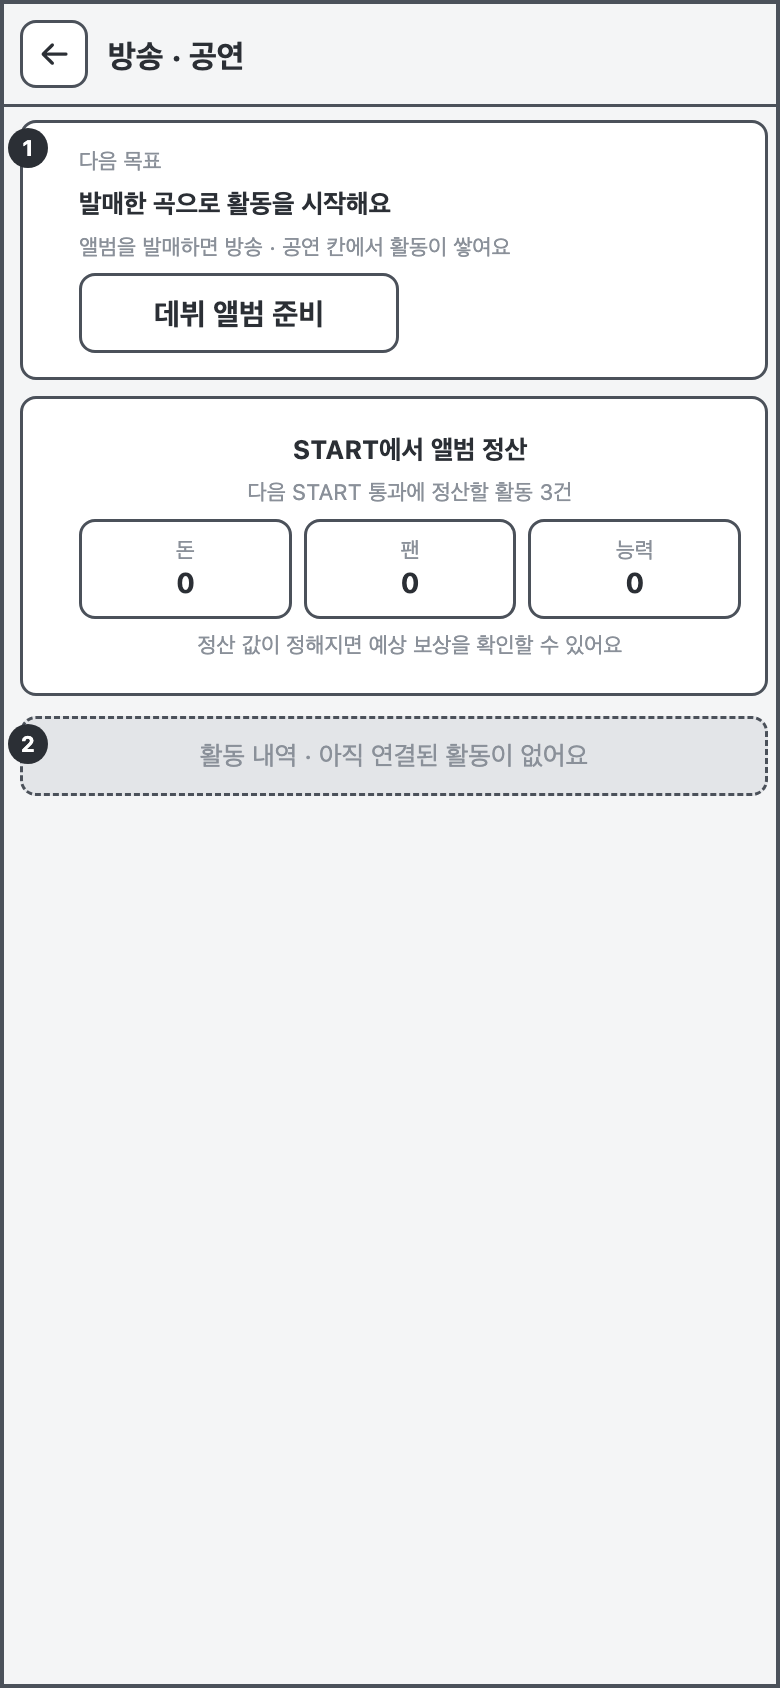 방송 · 공연
1
다음 목표
발매한 곡으로 활동을 시작해요
앨범을 발매하면 방송 · 공연 칸에서 활동이 쌓여요
데뷔 앨범 준비
START에서 앨범 정산
다음 START 통과에 정산할 활동 3건
돈
0
팬
0
능력
0
정산 값이 정해지면 예상 보상을 확인할 수 있어요
2
활동 내역 · 아직 연결된 활동이 없어요